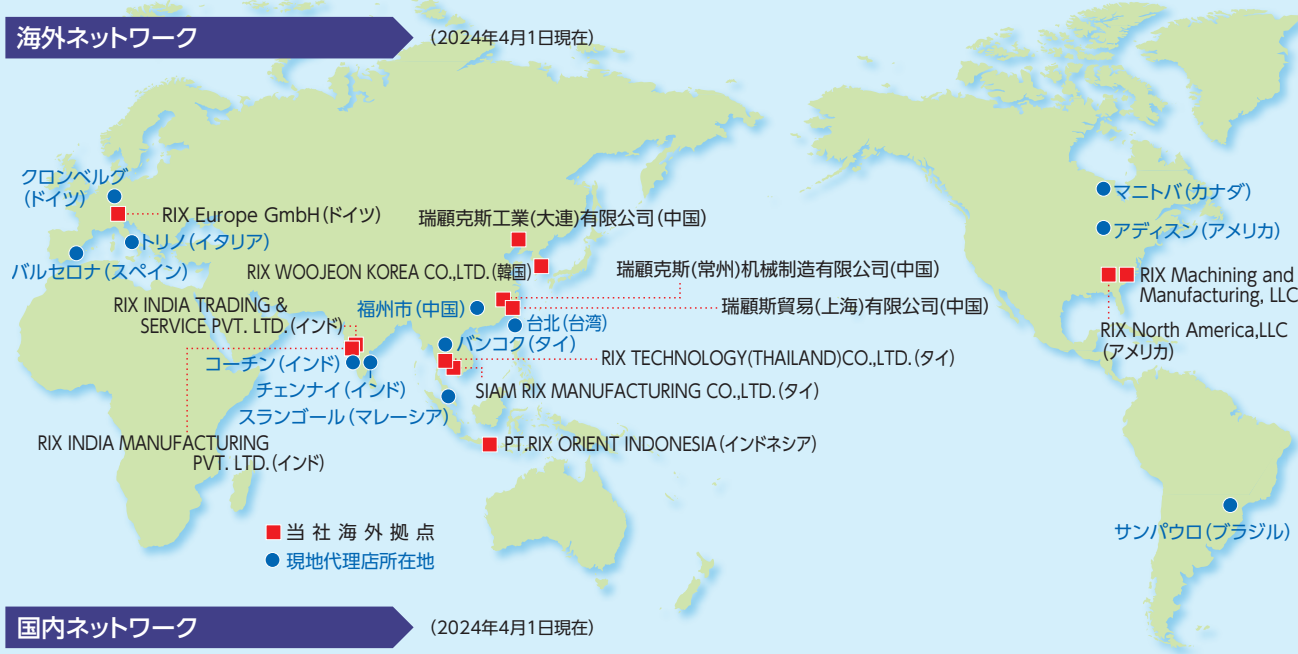 海外ネットワーク
(2024年4月1日現在)
クロンベルグ
(ドイツ)
RIX Europe GmbH(ドイツ)
トリノ(イタリア)
バルセロナ(スペイン)
瑞顧克斯工業(大連)有限公司(中国)
RIX WOOJEON KOREA CO.,LTD.(韓国)
瑞顧克斯(常州)机械制造有限公司(中国)
瑞顧斯貿易(上海)有限公司(中国)
RIX INDIA TRADING &
SERVICE PVT. LTD.(インド)
福州市(中国)
台北(台湾)
バンコク(タイ)
コーチン(インド)
RIX TECHNOLOGY(THAILAND)CO.,LTD.(タイ)
チェンナイ(インド)
SIAM RIX MANUFACTURING CO.,LTD.(タイ)
スランゴール(マレーシア)
RIX INDIA MANUFACTURING
PVT. LTD.(インド)
PT.RIX ORIENT INDONESIA(インドネシア)
マニトバ(カナダ)
アディスン(アメリカ)
RIX Machining and
Manufacturing, LLC
RIX North America,LLC
(アメリカ)
サンパウロ(ブラジル)
当社海外拠点
現地代理店所在地
国内ネットワーク
(2024年4月1日現在)